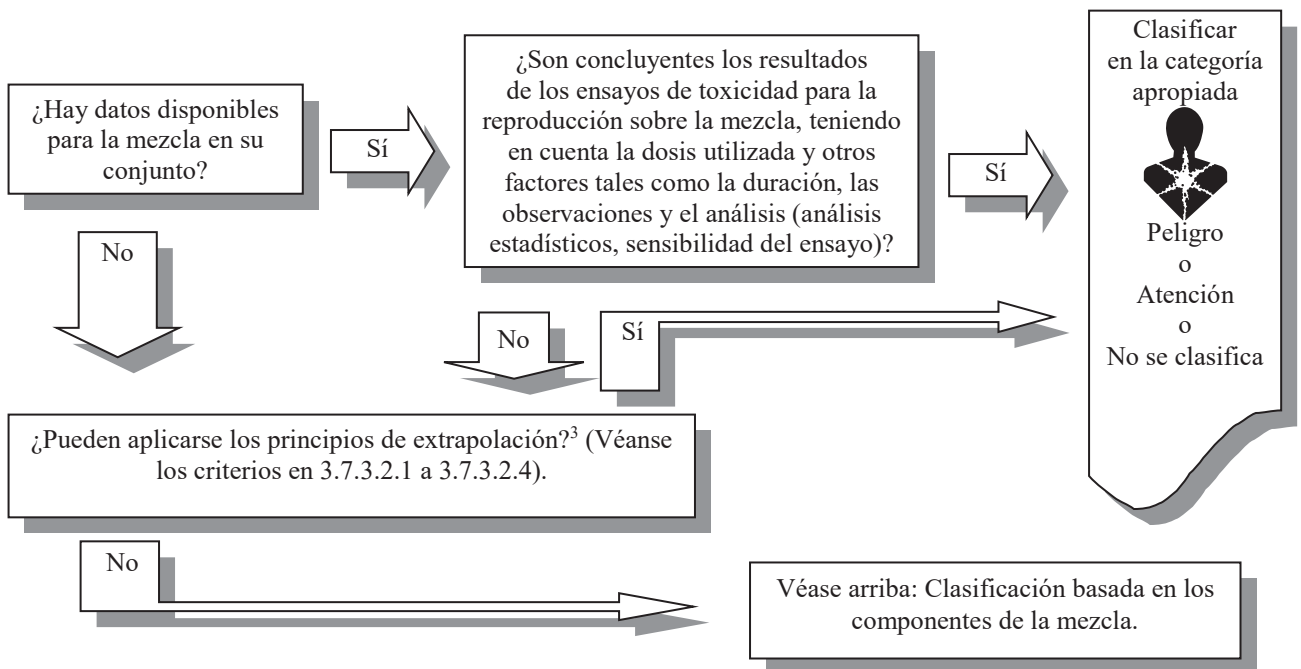 ¿Hay datos disponibles
para la mezcla en su
conjunto?
Sí
¿Son concluyentes los resultados
de los ensayos de toxicidad para la
reproducción sobre la mezcla, teniendo
en cuenta la dosis utilizada y otros
factores tales como la duración, las
observaciones y el análisis (análisis
estadísticos, sensibilidad del ensayo)?
Sí
Clasificar
en la categoría
apropiada
Peligro
o
Atención
o
No se clasifica
No
No
Sí
¿Pueden aplicarse los principios de extrapolación?³ (Véanse
los criterios en 3.7.3.2.1 a 3.7.3.2.4).
No
Véase arriba: Clasificación basada en los
componentes de la mezcla.